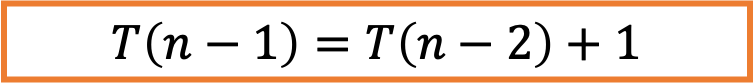 T(n − 1) = T(n − 2) + 1